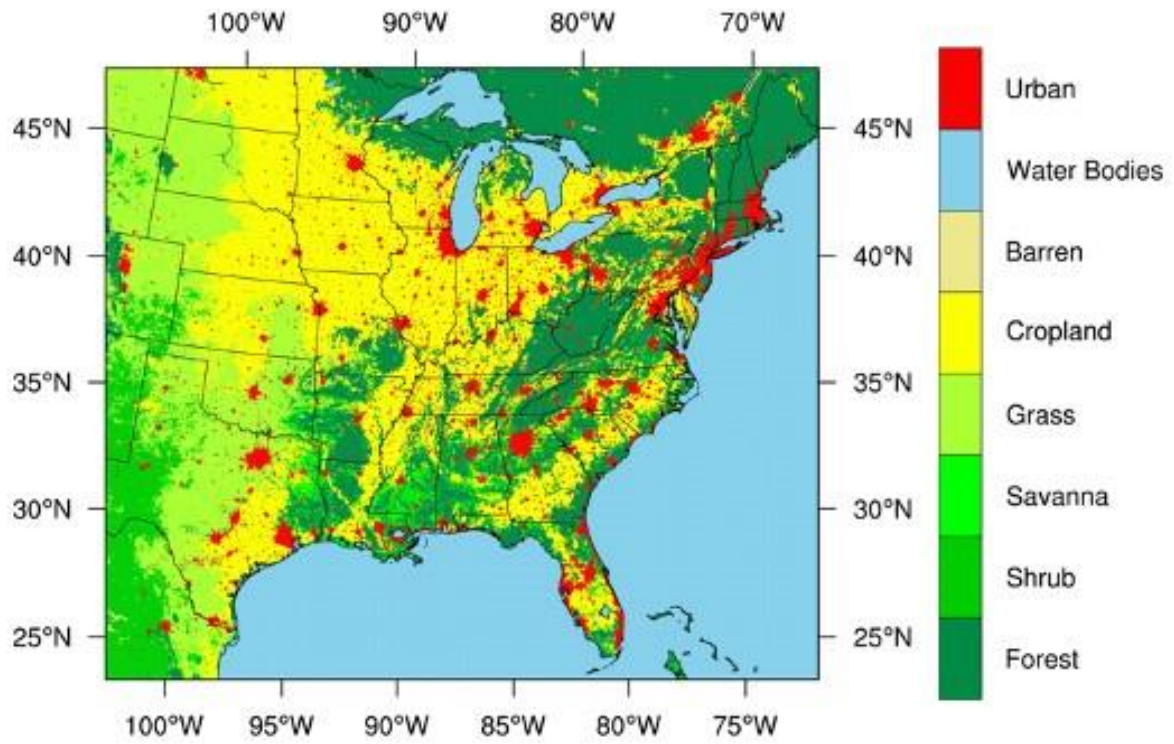 100°W 90°W 80°W 70°W
45°N 45°N
40°N 40°N
35°N 35°N
30°N 30°N
25°N 25°N
100°W 95°W 90°W 85°W 80°W 75°W
Urban
Water Bodies
Barren
Cropland
Grass
Savanna
Shrub
Forest